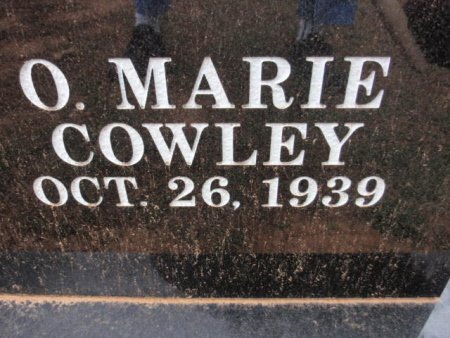 O. MARIE
COWLEY
OCT. 26, 1939